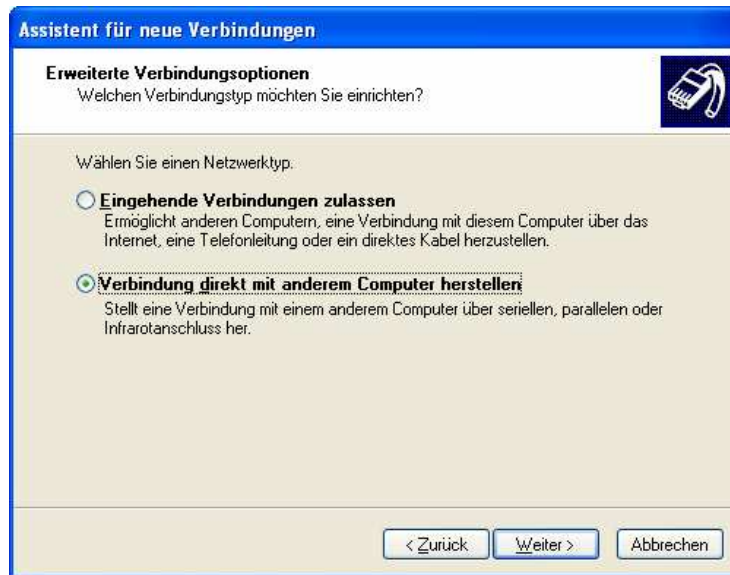 Assistent für neue Verbindungen
Erweiterte Verbindungsoptionen
Welchen Verbindungstyp möchten Sie einrichten?
Wählen Sie einen Netzwerktyp.
Eingehende Verbindungen zulassen
Ermöglicht anderen Computern, eine Verbindung mit diesem Computer über das
Internet, eine Telefonleitung oder ein direktes Kabel herzustellen.
Verbindung direkt mit anderem Computer herstellen
Stellt eine Verbindung mit einem anderem Computer über seriellen, parallelen oder
Infrarotanschluss her.
< Zurück Weiter > Abbrechen